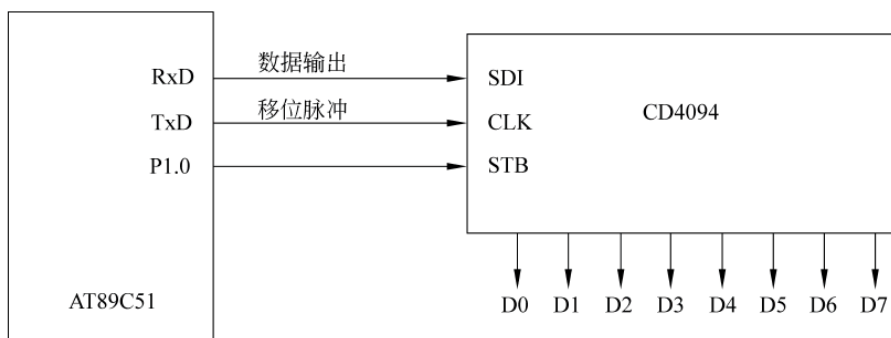 RxD
数据输出
SDI
TxD
移位脉冲
CLK
CD4094
P1.0
STB
AT89C51
D0 D1 D2 D3 D4 D5 D6 D7